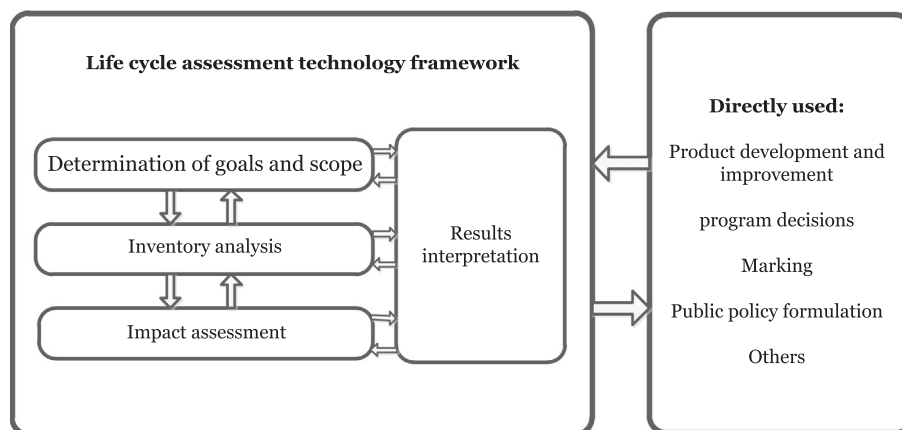 Life cycle assessment technology framework
Determination of goals and scope
Inventory analysis
Impact assessment
Results
interpretation
Directly used:
Product development and
improvement
program decisions
Marking
Public policy formulation
Others